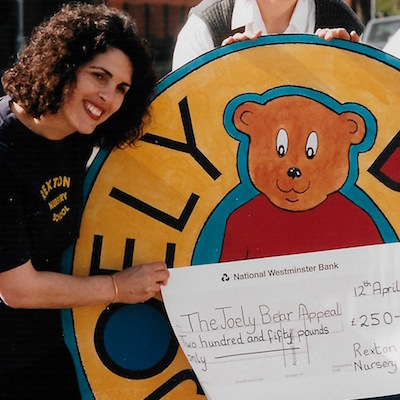 JOELY B
REXTON
NURSERY
SCHOOL
National Westminster Bank
12th April
The Joely Bear Appeal
Two hundred and fifty pounds
only
£250-
Rexton
Nursery